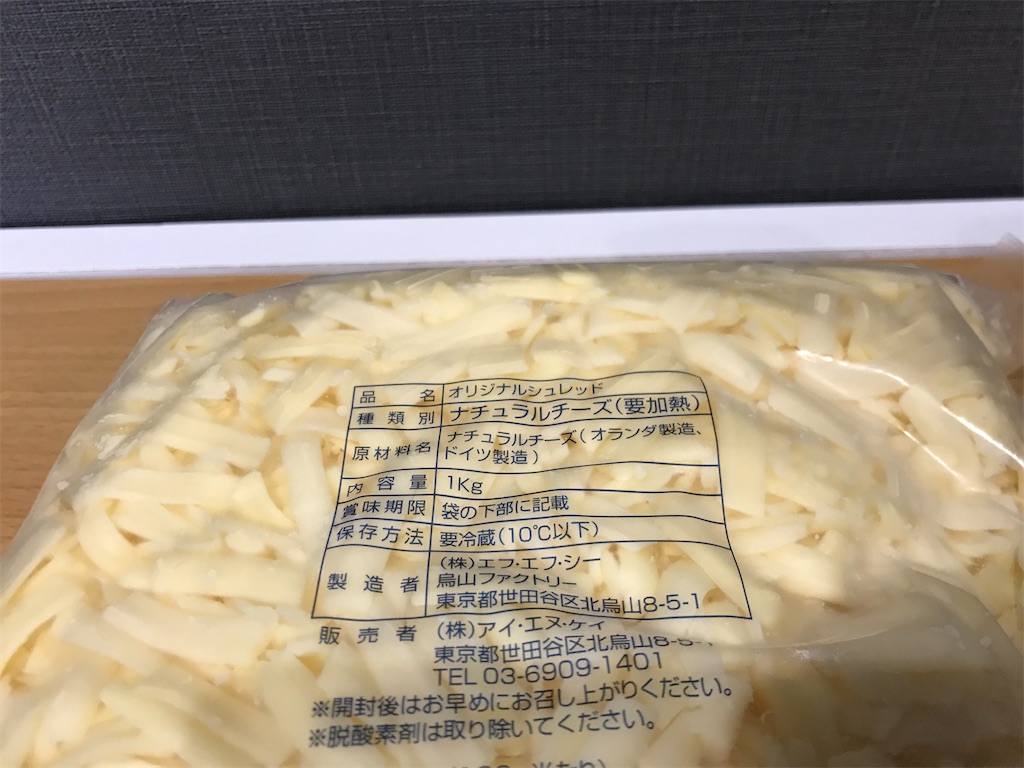 品名 オリジナルシュレッド
種類別 ナチュラルチーズ(要加熱)
原材料名 ナチュラルチーズ(オランダ製造、
ドイツ製造)
内容量 1Kg
賞味期限 袋の下部に記載
保存方法 要冷蔵(10℃以下)
製造者 (株)エフ・エフ・シー
烏山ファクトリー
東京都世田谷区北烏山8-5-1
販売者 (株)アイ・エヌ・ケイ
東京都世田谷区北烏山8-5-
TEL 03-6909-1401
※開封後はお早めにお召し上がりください。
※脱酸素剤は取り除いてください。